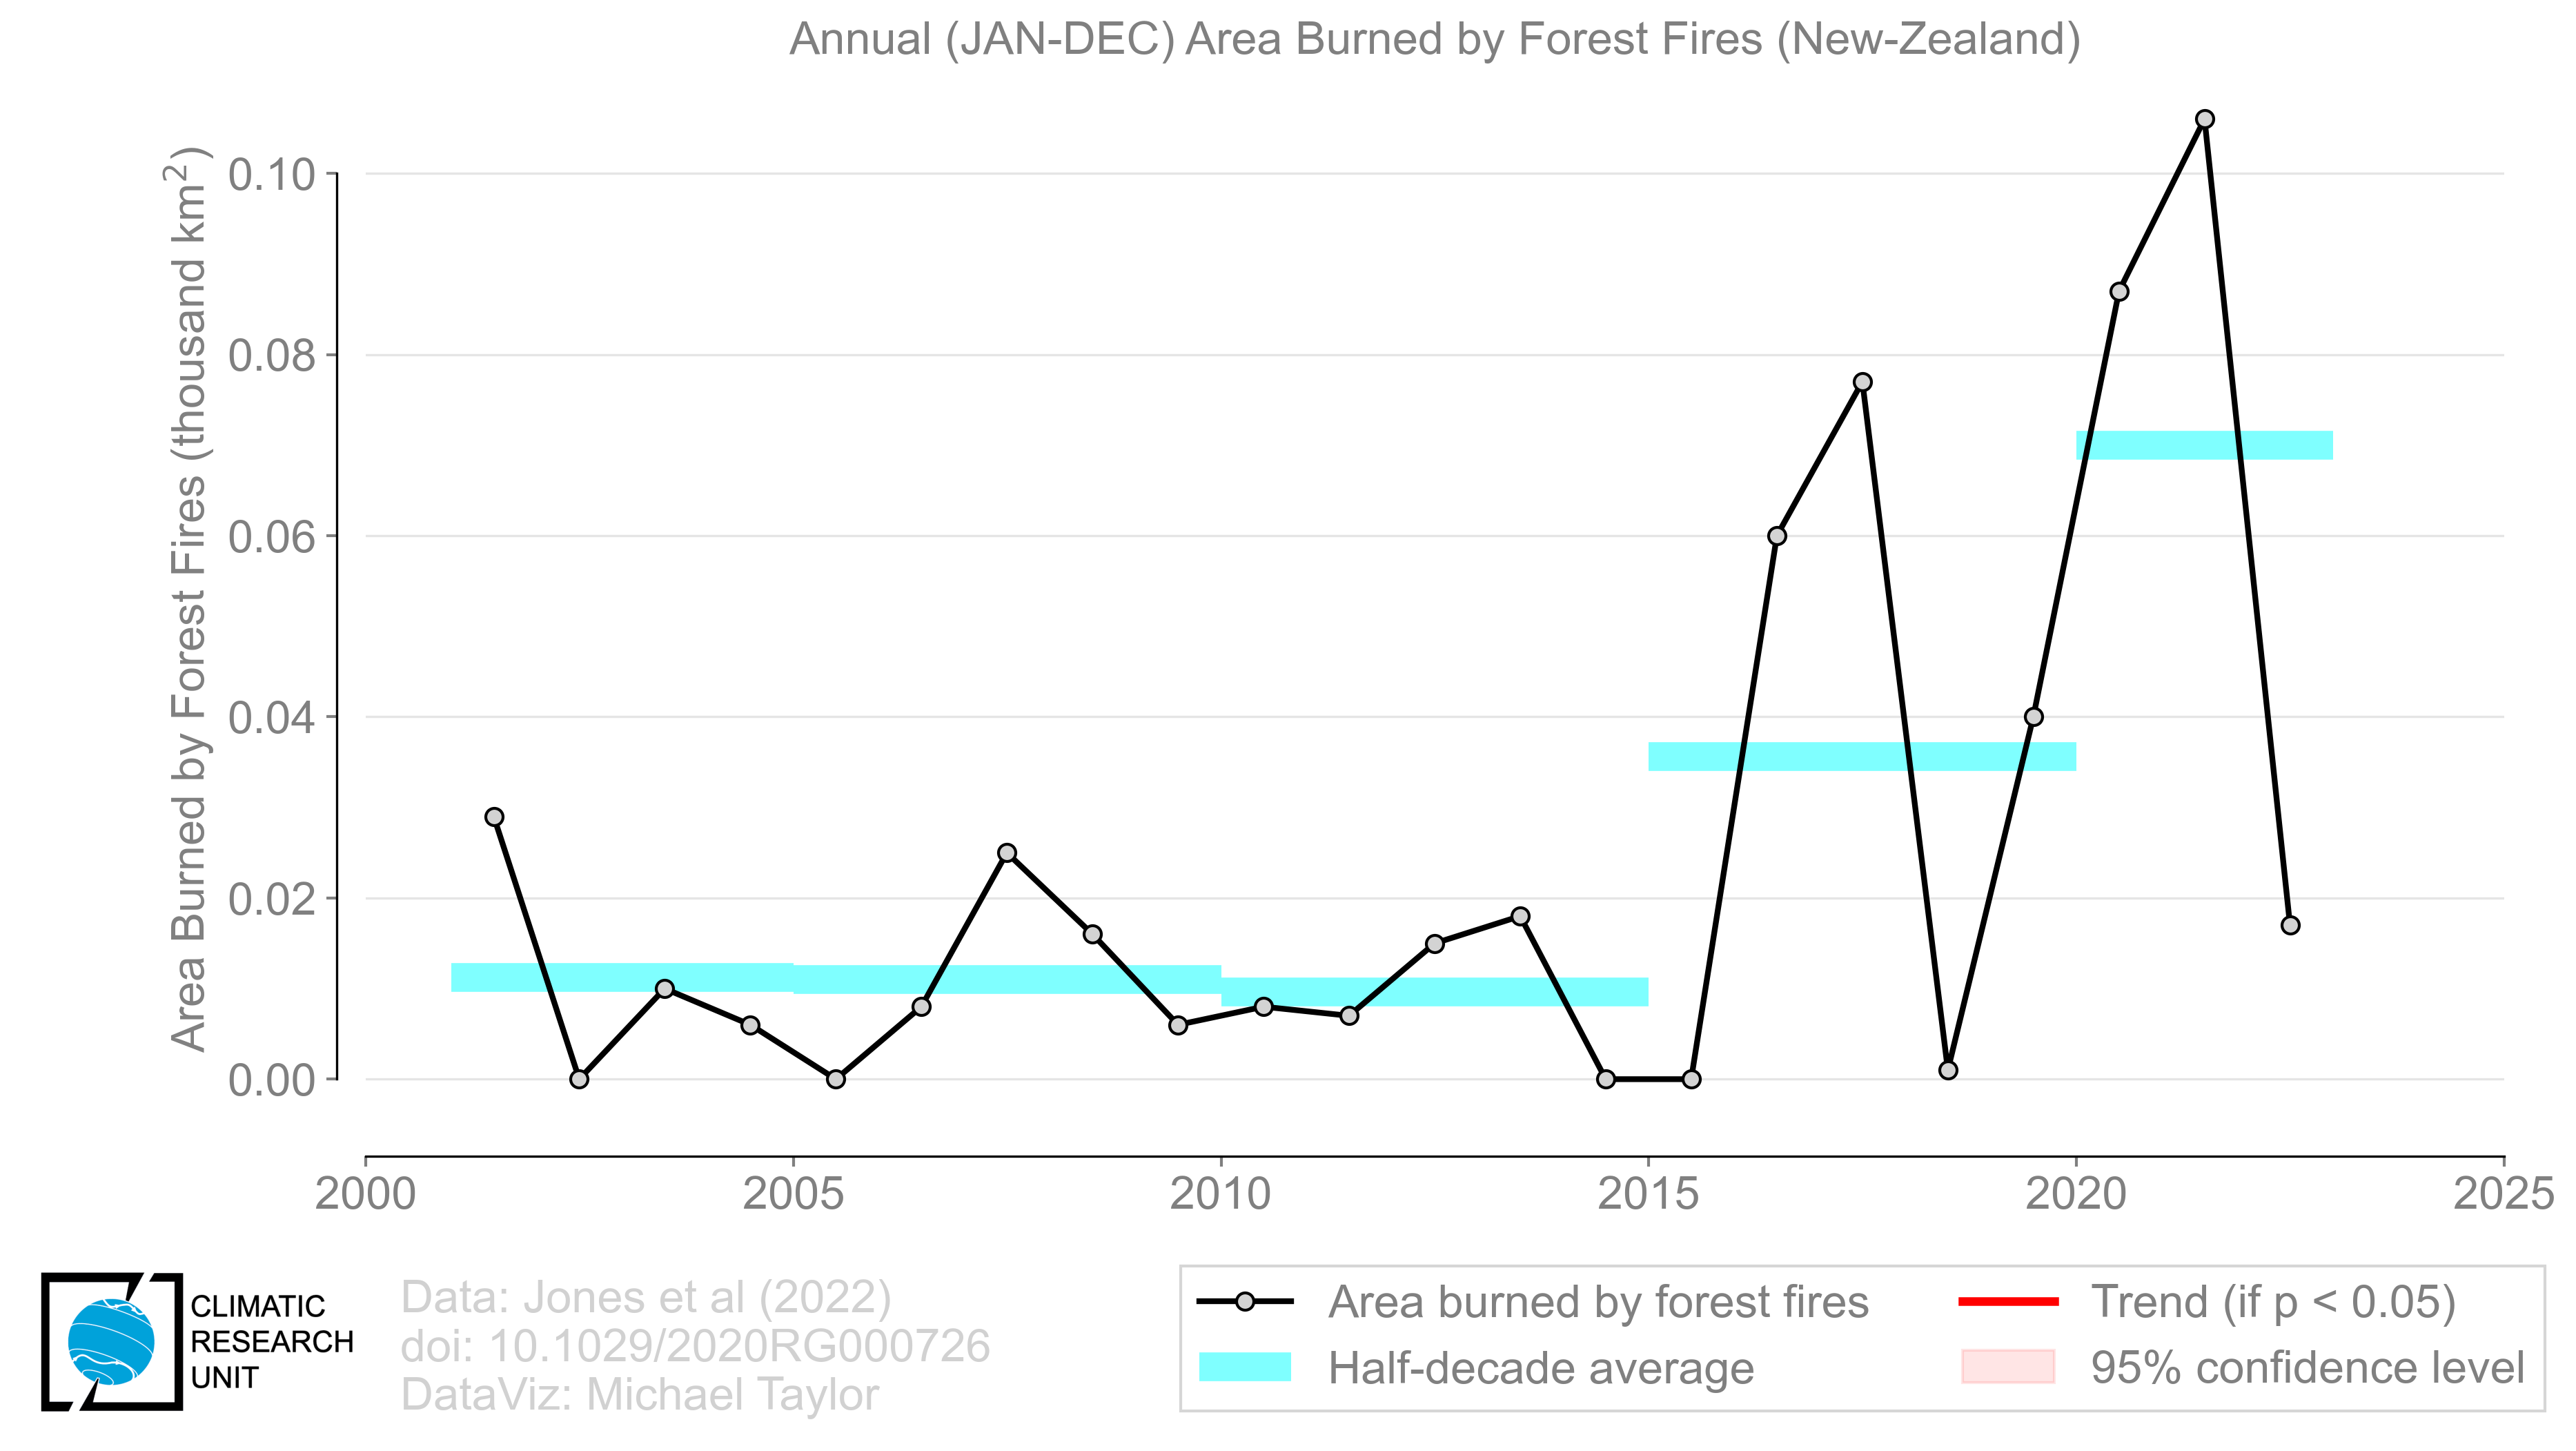 Annual (JAN-DEC) Area Burned by Forest Fires (New-Zealand)
Area Burned by Forest Fires (thousand km²)
0.10
0.08
0.06
0.04
0.02
0.00
2000 2005 2010 2015 2020 2025
CLIMATIC
RESEARCH
UNIT
Data: Jones et al (2022)
doi: 10.1029/2020RG000726
DataViz: Michael Taylor
Area burned by forest fires
Half-decade average
Trend (if p < 0.05)
95% confidence level